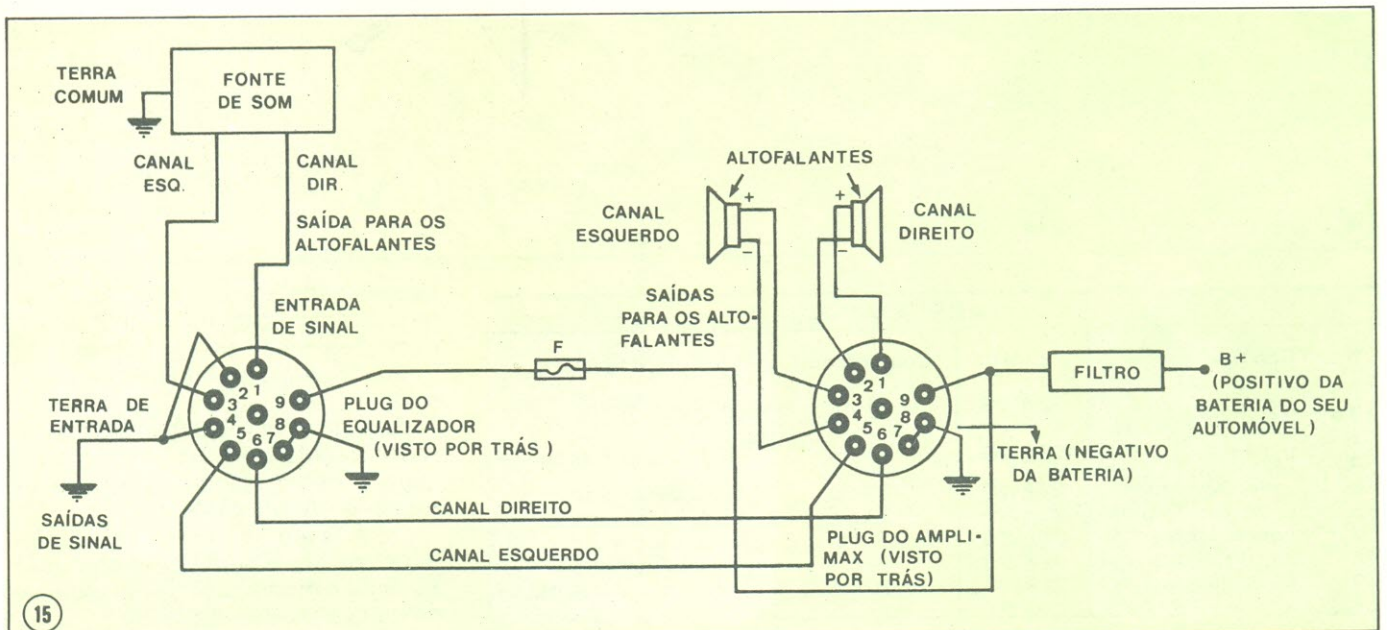 TERRA
COMUM
FONTE
DE SOM
CANAL
ESQ.
CANAL
DIR.
SAÍDA PARA OS
ALTOFALANTES
ENTRADA
DE SINAL
TERRA DE
ENTRADA
SAÍDAS
DE SINAL
1
2
3
4
5
6
7
8
9
PLUG DO
EQUALIZADOR
(VISTO POR TRÁS)
F
CANAL DIREITO
CANAL ESQUERDO
ALTOFALANTES
CANAL
ESQUERDO
+
−
+
−
CANAL
DIREITO
SAÍDAS
PARA OS ALTO-
FALANTES
1
2
3
4
5
6
7
8
9
FILTRO
B+
(POSITIVO DA
BATERIA DO SEU
AUTOMÓVEL)
TERRA (NEGATIVO
DA BATERIA)
PLUG DO AMPLI-
MAX (VISTO
POR TRÁS)
15